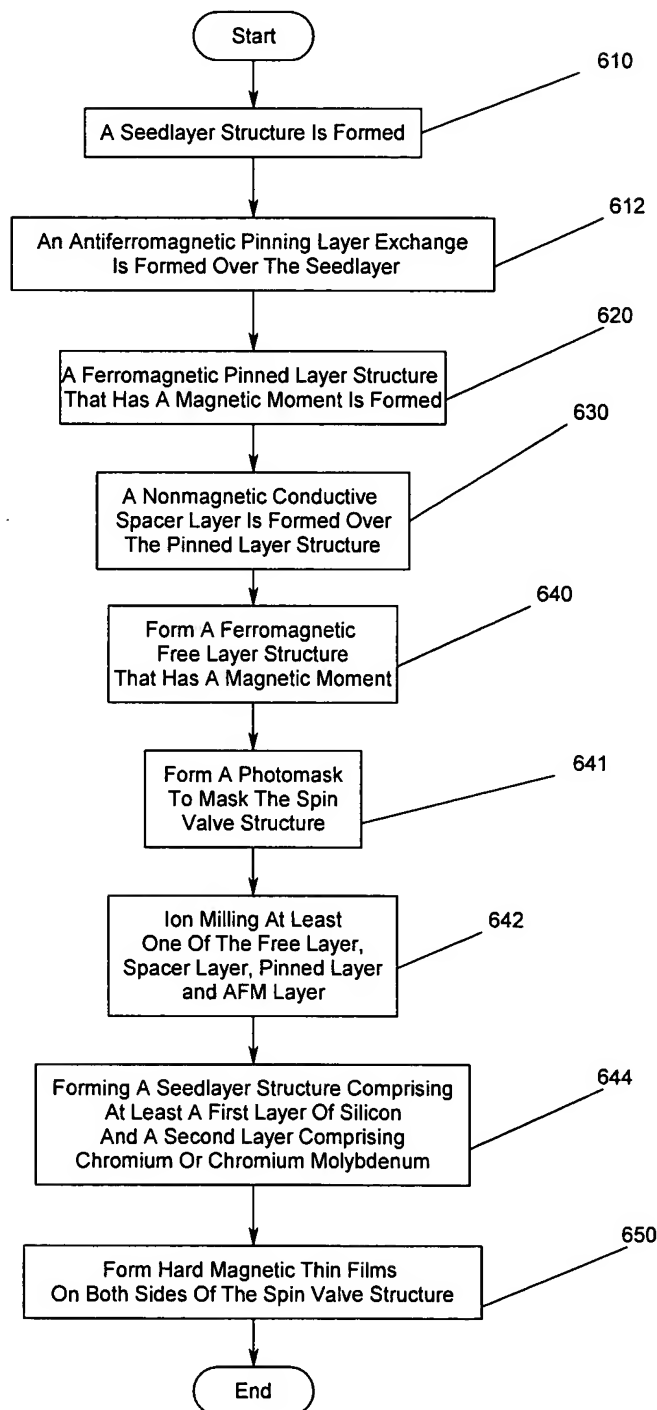 Start
610
A Seedlayer Structure Is Formed
612
An Antiferromagnetic Pinning Layer Exchange
Is Formed Over The Seedlayer
620
A Ferromagnetic Pinned Layer Structure
That Has A Magnetic Moment Is Formed
630
A Nonmagnetic Conductive
Spacer Layer Is Formed Over
The Pinned Layer Structure
640
Form A Ferromagnetic
Free Layer Structure
That Has A Magnetic Moment
641
Form A Photomask
To Mask The Spin
Valve Structure
642
Ion Milling At Least
One Of The Free Layer,
Spacer Layer, Pinned Layer
and AFM Layer
644
Forming A Seedlayer Structure Comprising
At Least A First Layer Of Silicon
And A Second Layer Comprising
Chromium Or Chromium Molybdenum
650
Form Hard Magnetic Thin Films
On Both Sides Of The Spin Valve Structure
End